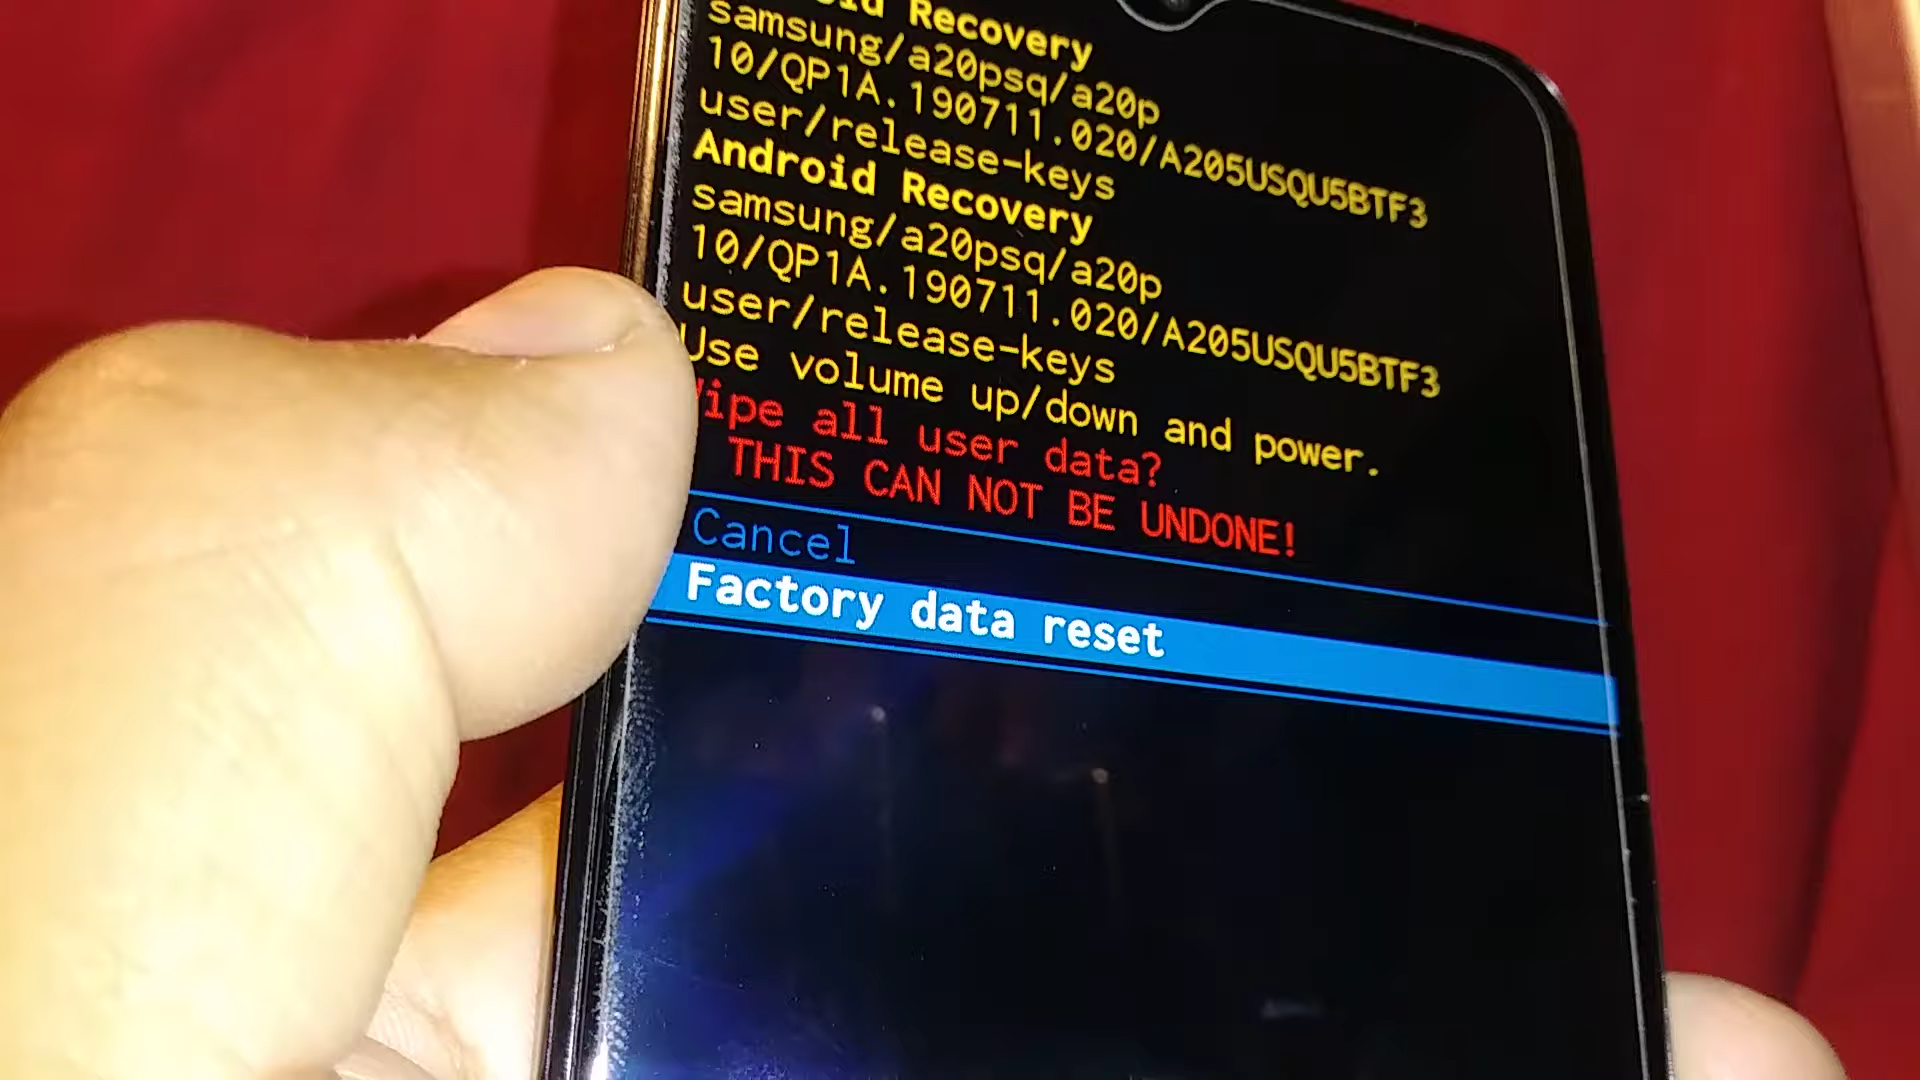 Recovery
samsung/a20psq/a20p
10/QP1A.190711.020/A205USQU5BTF3
user/release-keys
Android Recovery
samsung/a20psq/a20p
10/QP1A.190711.020/A205USQU5BTF3
user/release-keys
Use volume up/down and power.
Wipe all user data?
THIS CAN NOT BE UNDONE!
Cancel
Factory data reset